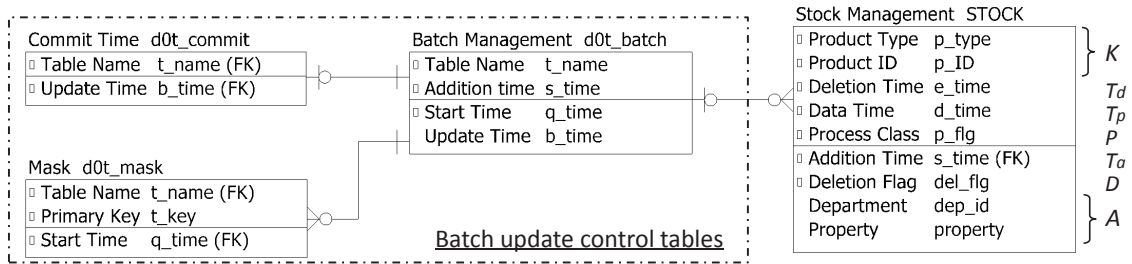 Commit Time d0t_commit
▯ Table Name t_name (FK)
▯ Update Time b_time (FK)
Mask d0t_mask
▯ Table Name t_name (FK)
▯ Primary Key t_key
▯ Start Time q_time (FK)
Batch Management d0t_batch
▯ Table Name t_name
▯ Addition time s_time
▯ Start Time q_time
Update Time b_time
Batch update control tables
Stock Management STOCK
▯ Product Type p_type
▯ Product ID p_ID
K
▯ Deletion Time e_time Td
▯ Data Time d_time Tp
▯ Process Class p_flg P
▯ Addition Time s_time (FK) Ta
▯ Deletion Flag del_flg D
Department dep_id
Property property
A